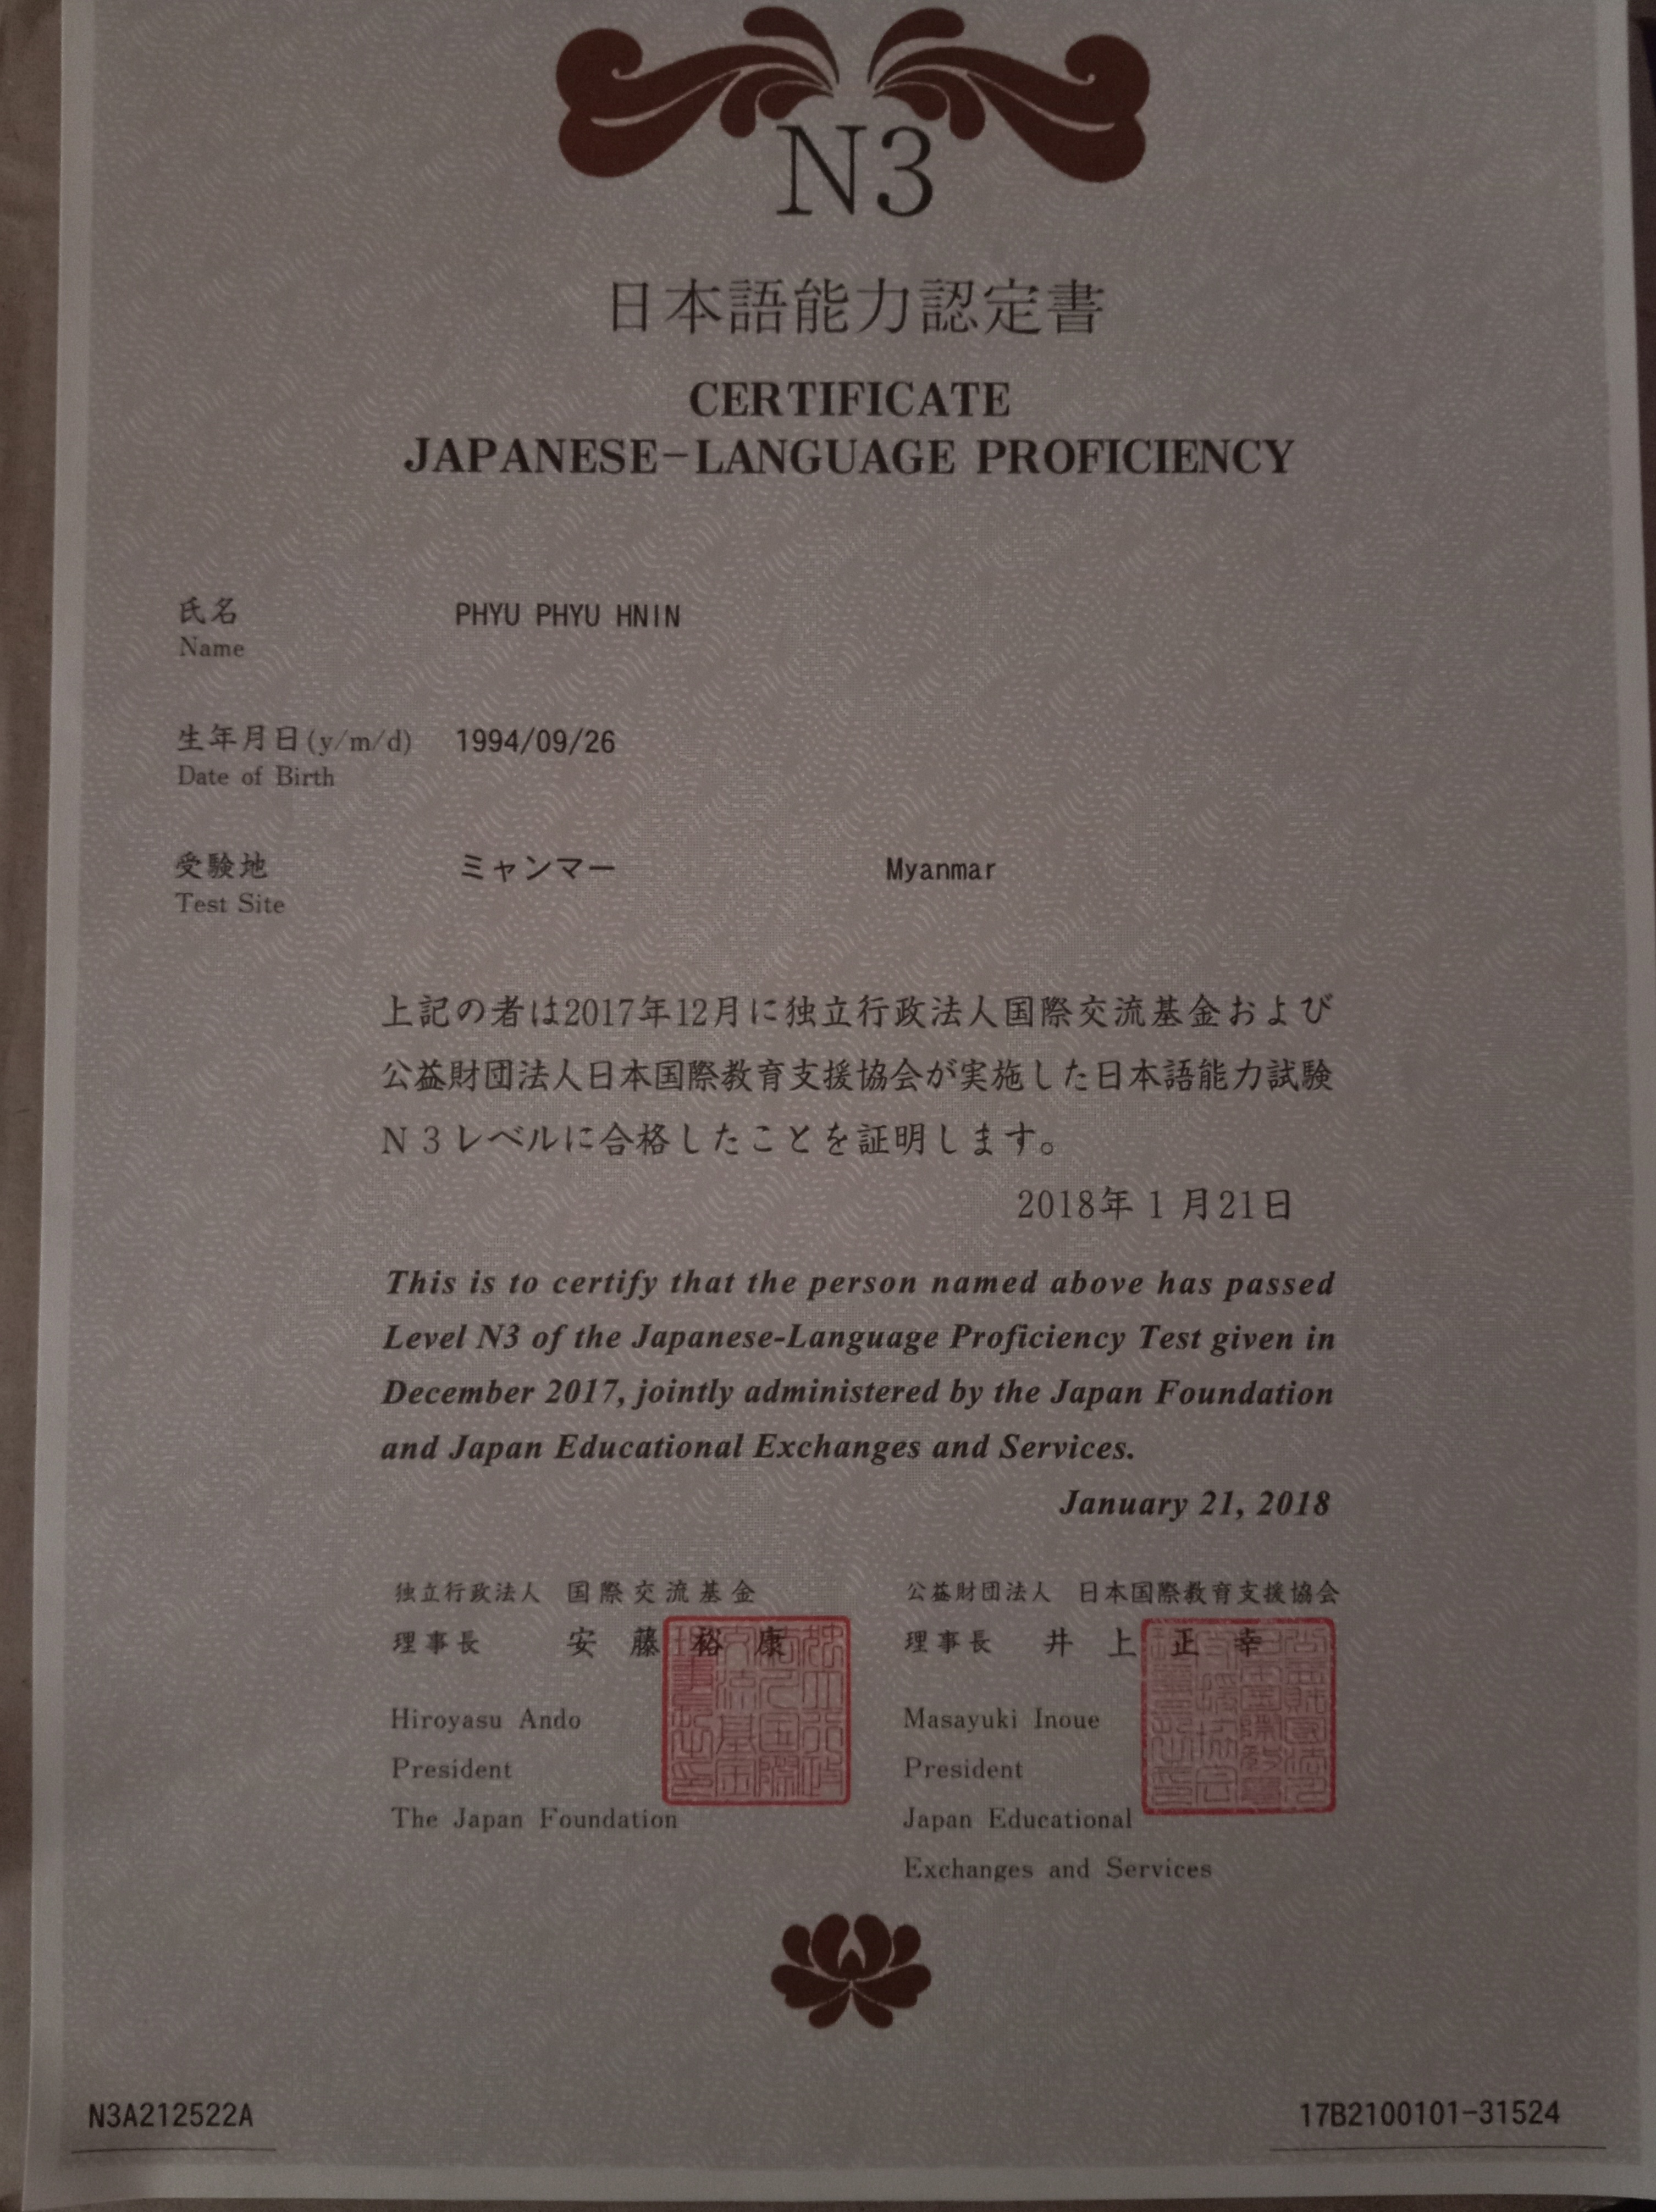 N3
日本語能力認定書
CERTIFICATE
JAPANESE-LANGUAGE PROFICIENCY
氏名 PHYU PHYU HNIN
Name
生年月日(y/m/d) 1994/09/26
Date of Birth
受験地 ミャンマー Myanmar
Test Site
上記の者は2017年12月に独立行政法人国際交流基金および
公益財団法人日本国際教育支援協会が実施した日本語能力試験
N3レベルに合格したことを証明します。
2018年1月21日
This is to certify that the person named above has passed
Level N3 of the Japanese-Language Proficiency Test given in
December 2017, jointly administered by the Japan Foundation
and Japan Educational Exchanges and Services.
January 21, 2018
独立行政法人 国際交流基金 公益財団法人 日本国際教育支援協会
理事長 安藤裕康 理事長 井上正幸
Hiroyasu Ando Masayuki Inoue
President President
The Japan Foundation Japan Educational
Exchanges and Services
N3A212522A 17B2100101-31524